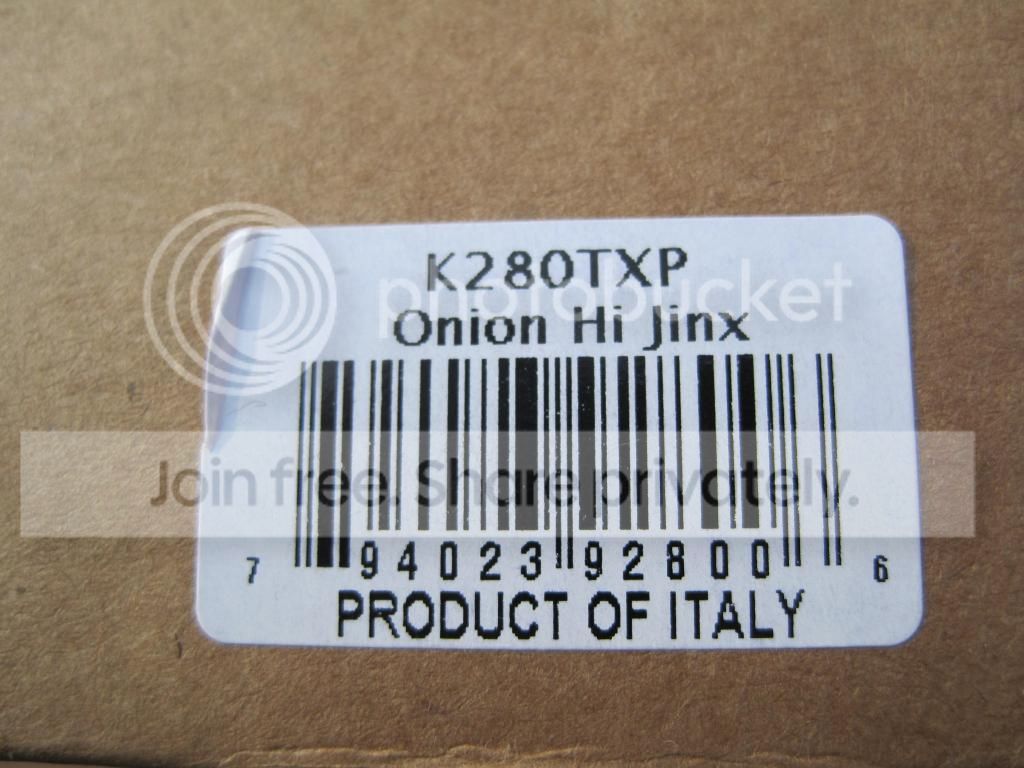 K280TXP
photobucket
Onion Hi Jinx
Join free. Share privately.
7 94023 92800 6
PRODUCT OF ITALY